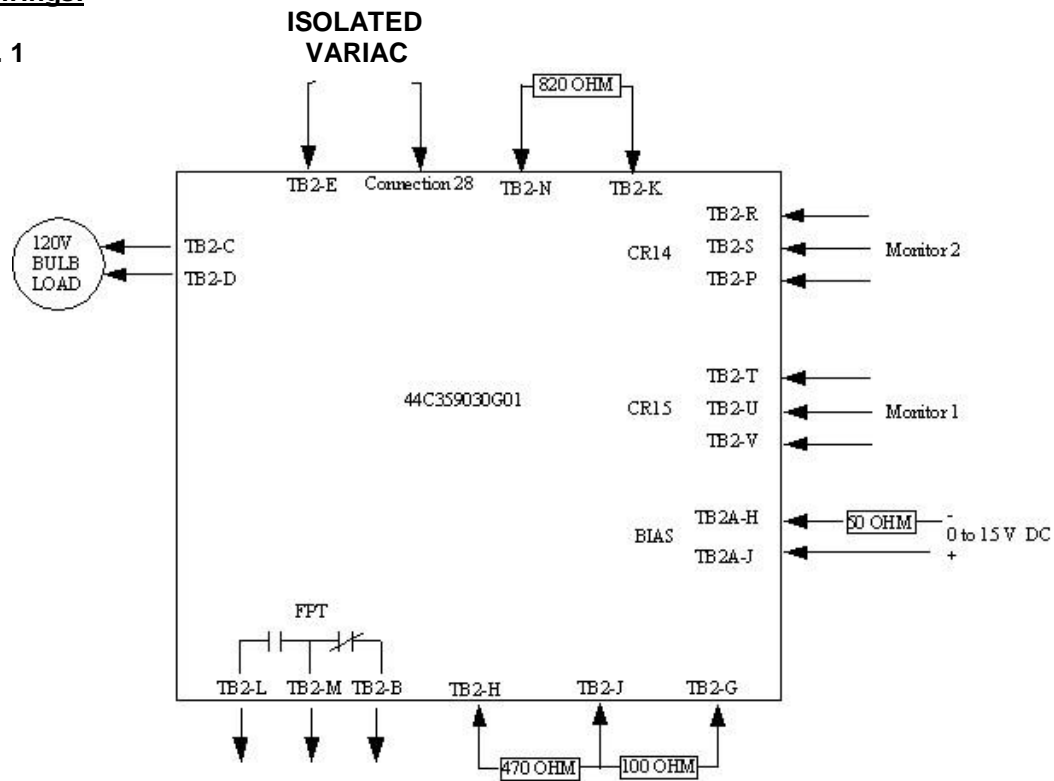 ISOLATED
VARIAC
. 1
820 OHM
TB2-E Connection 28 TB2-N TB2-K
120V
BULB
LOAD
TB2-C
TB2-D
CR14
TB2-R
TB2-S
TB2-P
Monitor 2
44C359030G01
CR15
TB2-T
TB2-U
TB2-V
Monitor 1
BIAS
TB2A-H
TB2A-J
50 OHM
-
0 to 15 V DC
+
FPT
TB2-L TB2-M TB2-B TB2-H TB2-J TB2-G
470 OHM 100 OHM